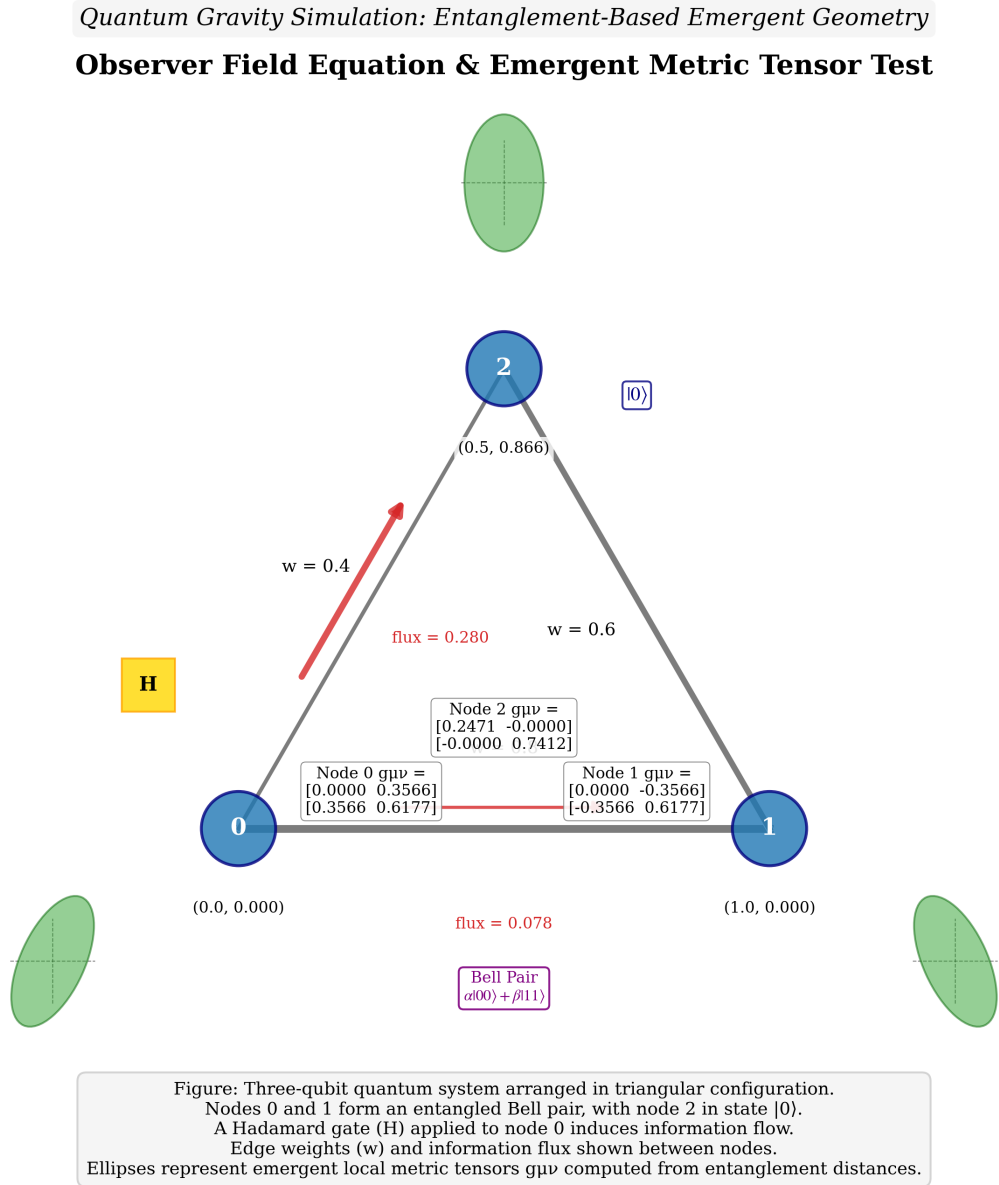 Quantum Gravity Simulation: Entanglement-Based Emergent Geometry
Observer Field Equation & Emergent Metric Tensor Test
2
|0⟩
(0.5, 0.866)
w = 0.4
w = 0.6
flux = 0.280
H
Node 2 gμν =
[0.2471 -0.0000]
[-0.0000 0.7412]
Node 0 gμν =
[0.0000 0.3566]
[0.3566 0.6177]
Node 1 gμν =
[0.0000 -0.3566]
[-0.3566 0.6177]
0
1
(0.0, 0.000)
(1.0, 0.000)
flux = 0.078
Bell Pair
α|00⟩ + β|11⟩
Figure: Three-qubit quantum system arranged in triangular configuration.
Nodes 0 and 1 form an entangled Bell pair, with node 2 in state |0⟩.
A Hadamard gate (H) applied to node 0 induces information flow.
Edge weights (w) and information flux shown between nodes.
Ellipses represent emergent local metric tensors gμν computed from entanglement distances.